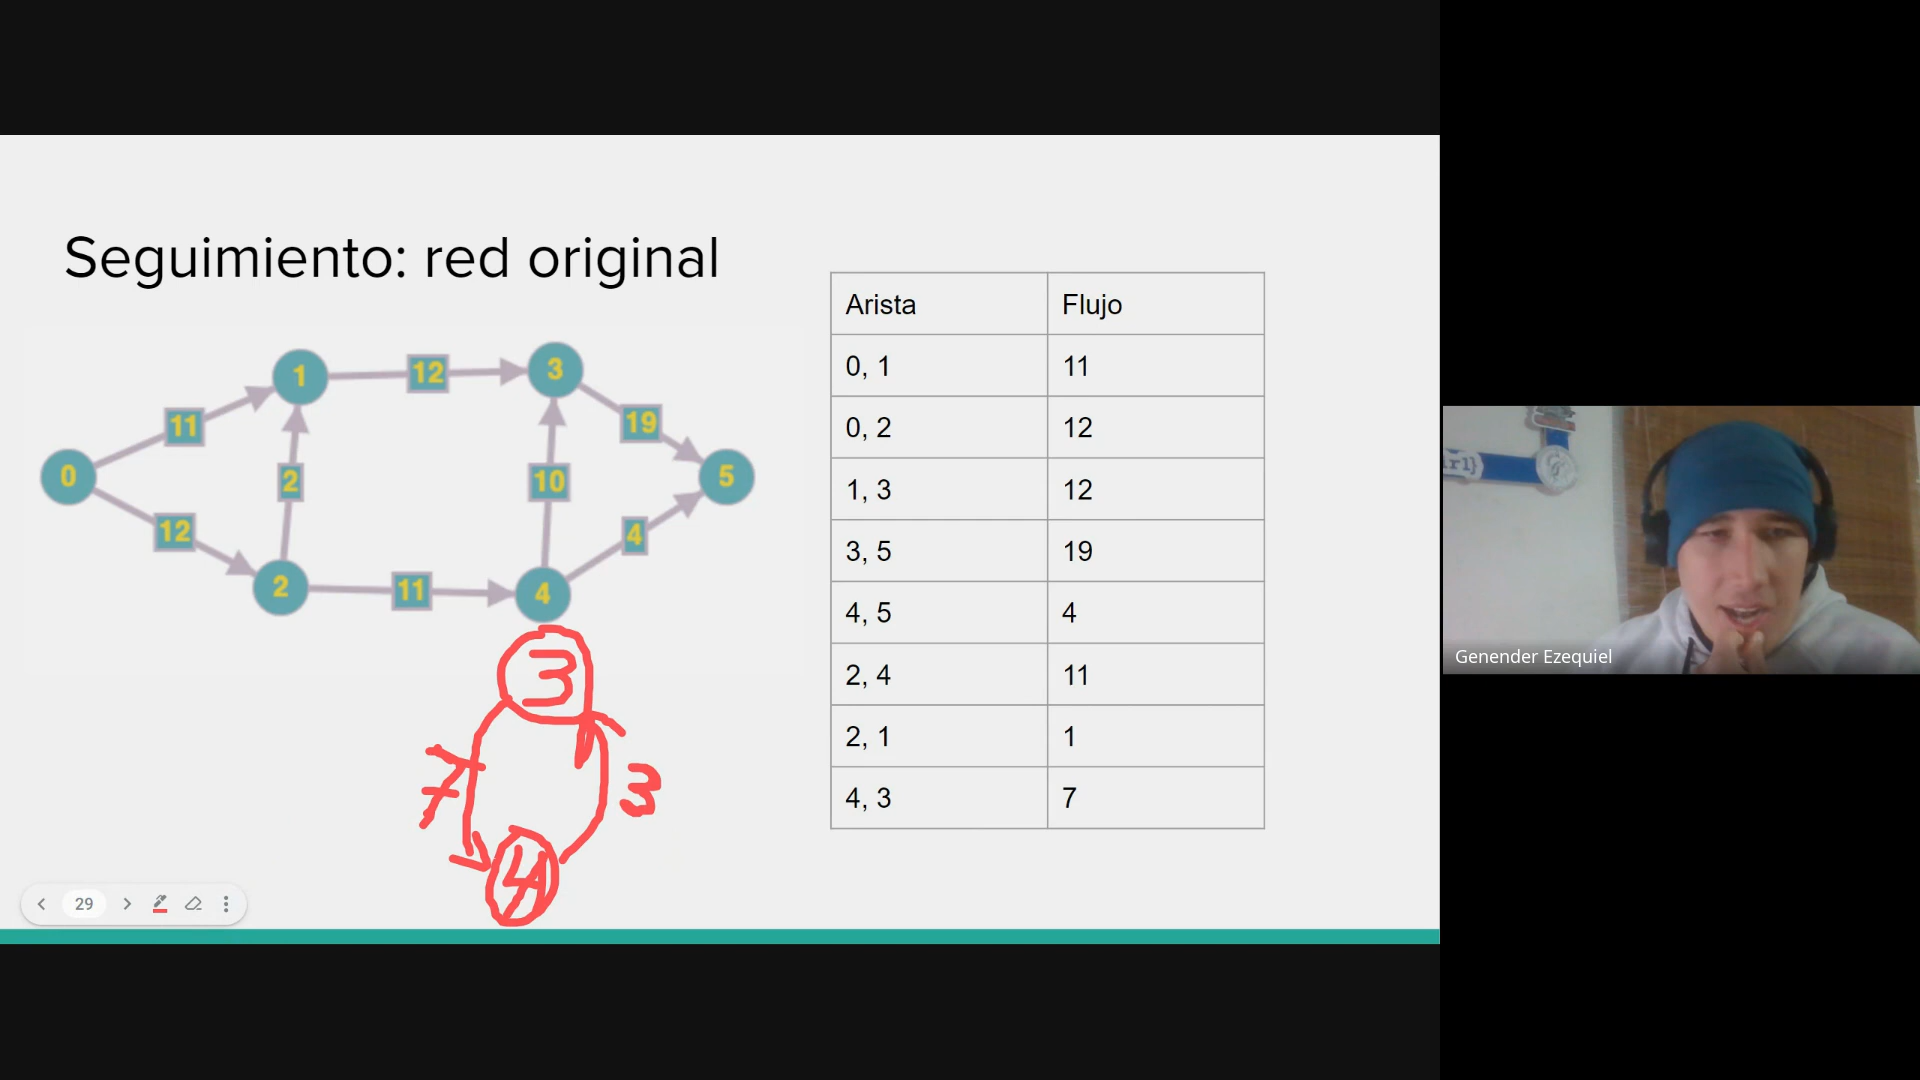 Seguimiento: red original
Arista Flujo
0, 1 11
0, 2 12
1, 3 12
3, 5 19
4, 5 4
2, 4 11
2, 1 1
4, 3 7
1 12 3
11 19
0 2 10 5
12 4
2 11 4
3
7 3
4
29
Genender Ezequiel